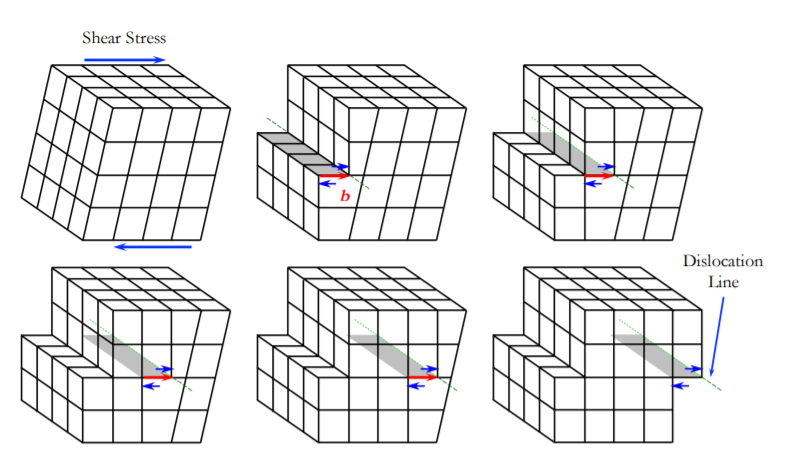 Shear Stress
b
Dislocation
Line